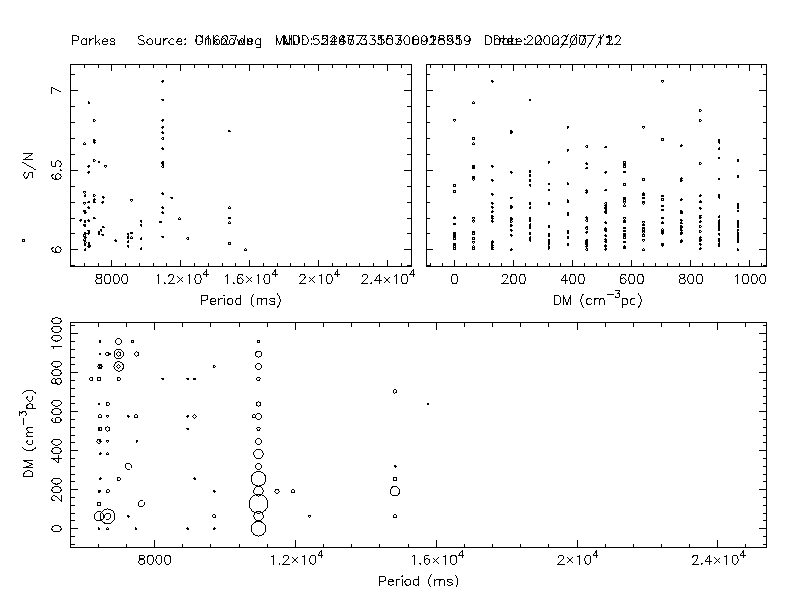 Parkes Source:
7
6.5
6
S/N
8000 1.2×10⁴ 1.6×10⁴ 2×10⁴ 2.4×10⁴
Period (ms)
0 200 400 600 800 1000
DM (cm⁻³pc)
1000
800
600
400
200
0
DM (cm⁻³pc)
8000 1.2×10⁴ 1.6×10⁴ 2×10⁴ 2.4×10⁴
Period (ms)